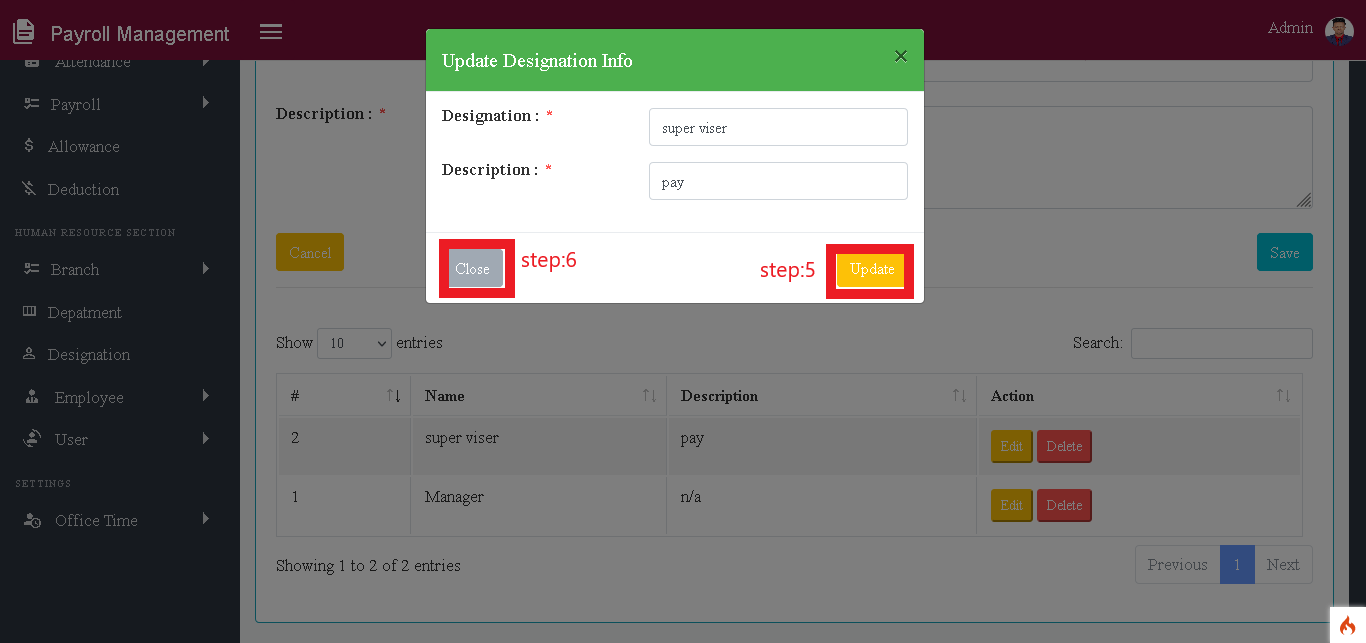 Payroll Management
Admin
Attendance
Payroll
Allowance
Deduction
HUMAN RESOURCE SECTION
Branch
Depatment
Designation
Employee
User
SETTINGS
Office Time
Update Designation Info
×
Designation : *
super viser
Description : *
pay
Close
step:6
step:5
Update
Description : *
Cancel
Save
Show 10 entries
Search:
# Name Description Action
2 super viser pay Edit Delete
1 Manager n/a Edit Delete
Showing 1 to 2 of 2 entries
Previous 1 Next